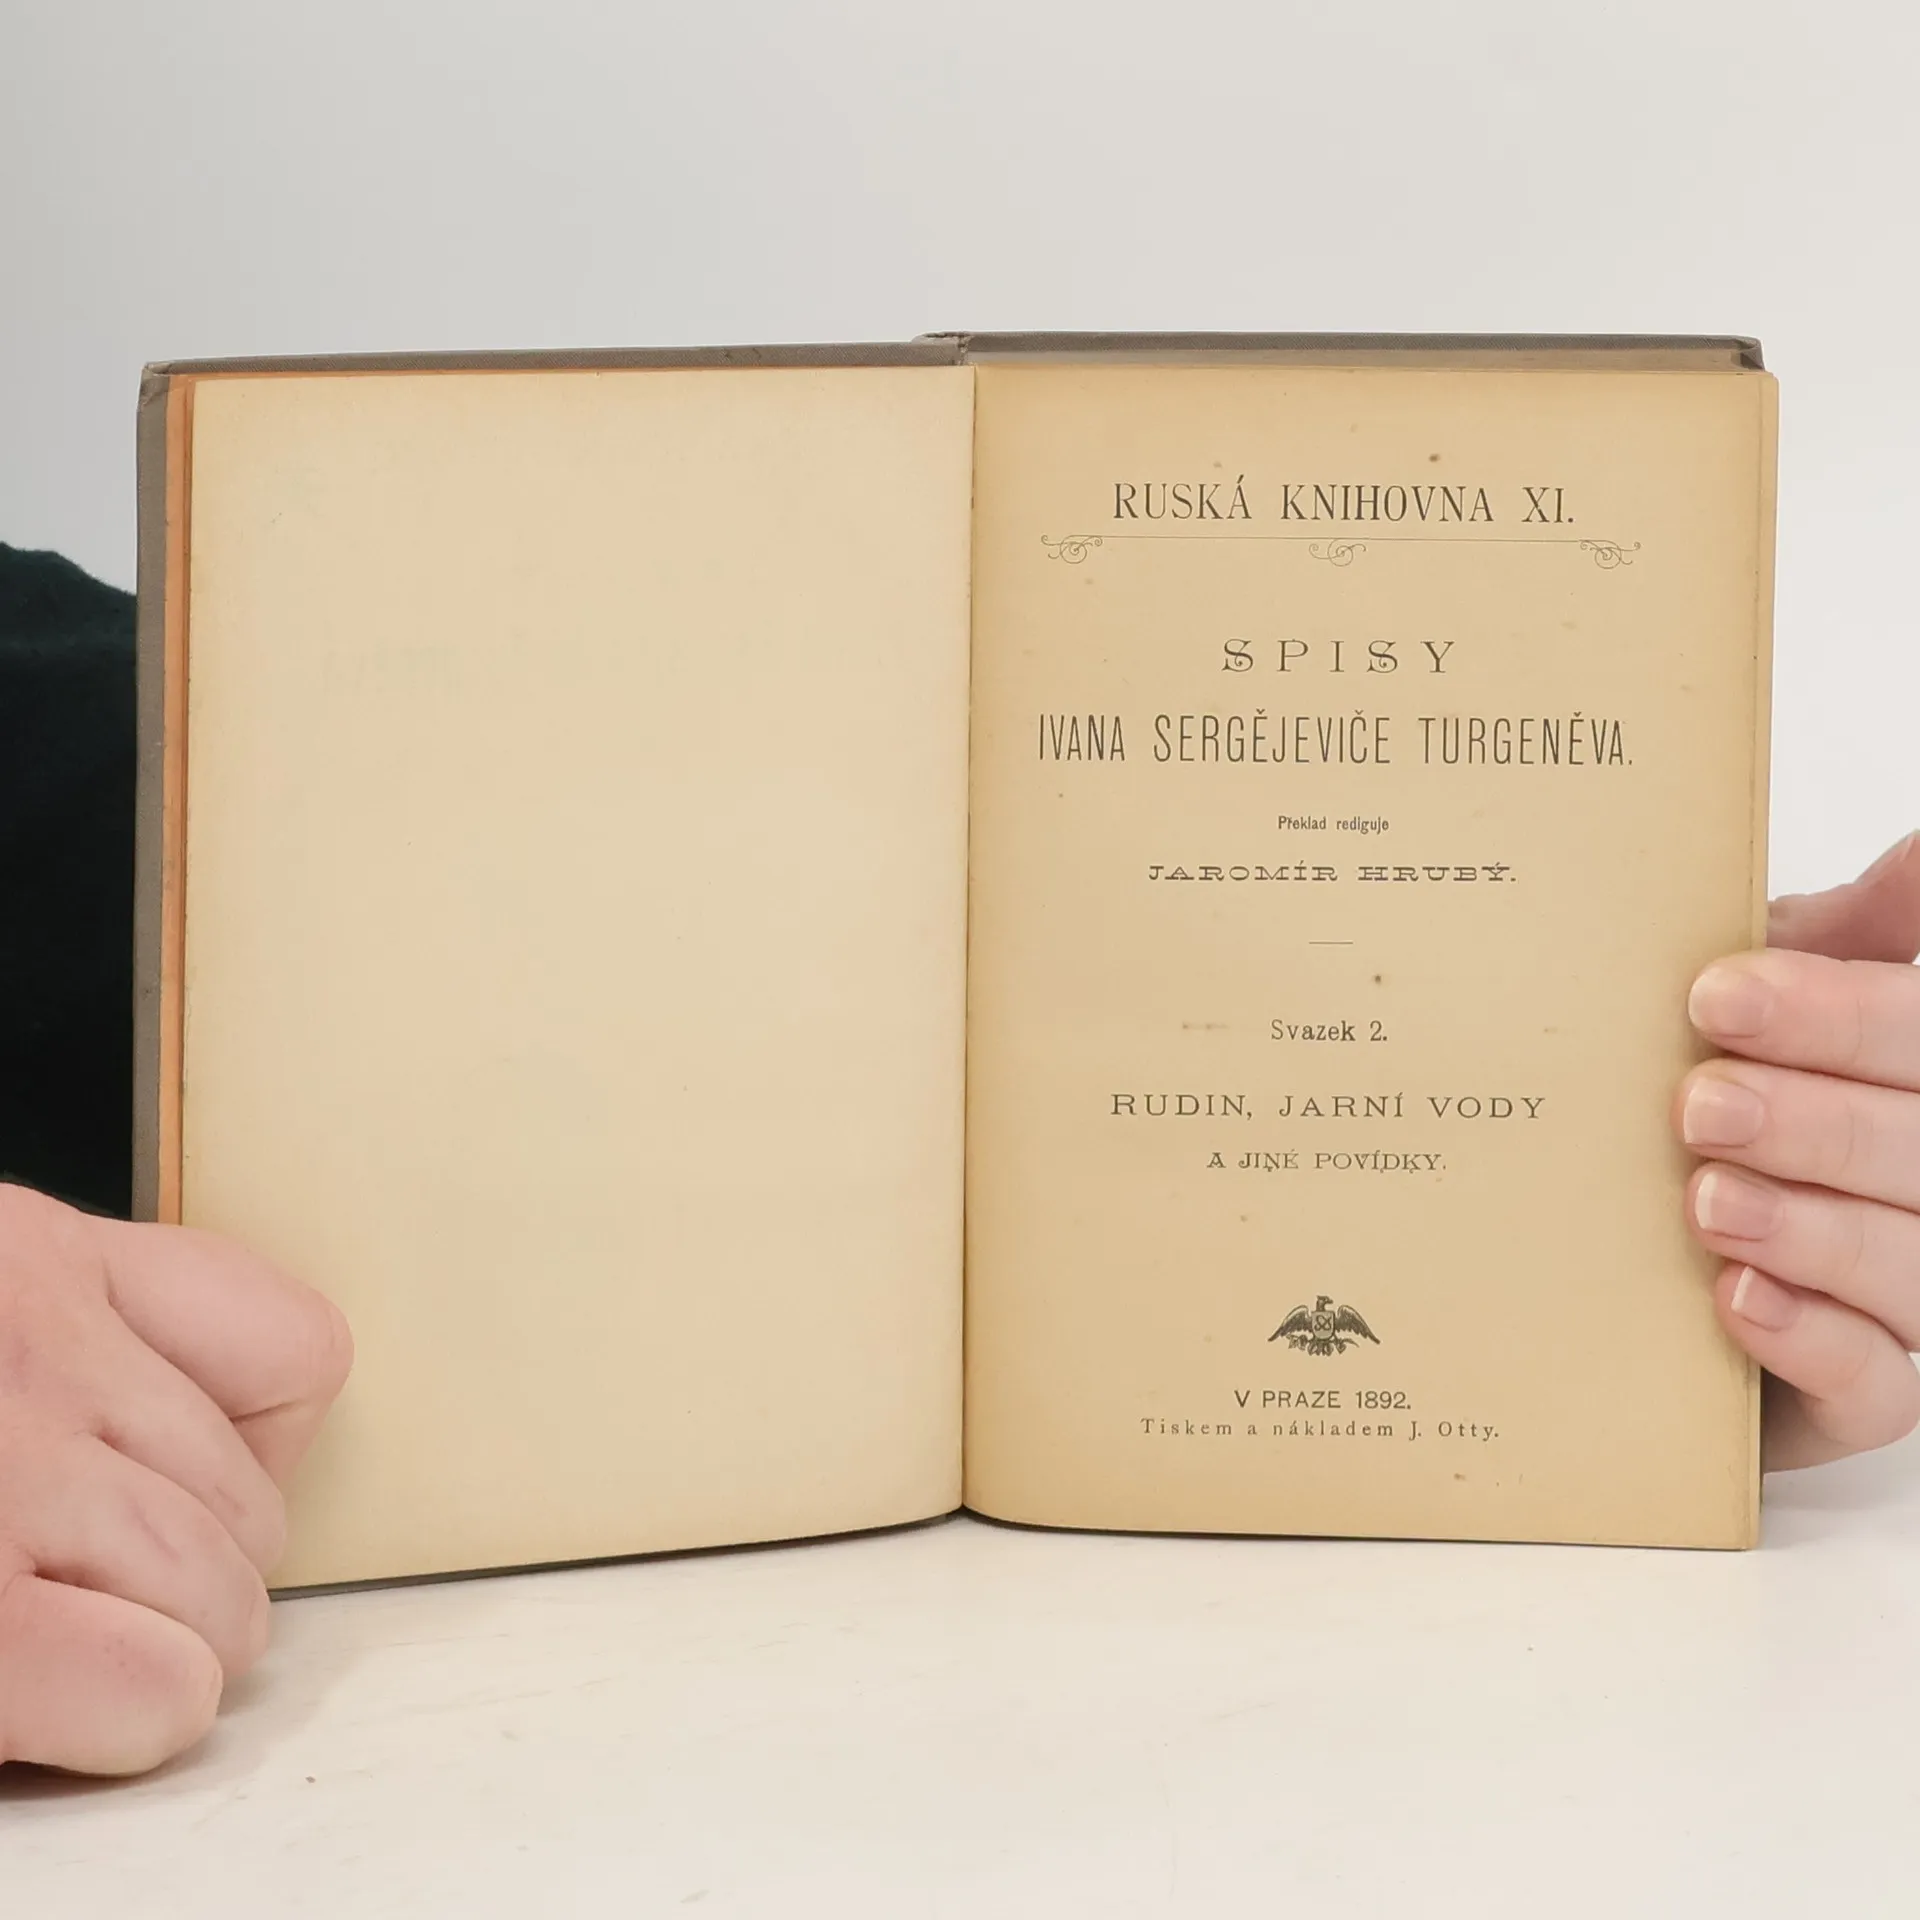 RUSKÁ KNIHOVNA XI.
SPISY
IVANA SERGĚJEVIČE TURGENĚVA.
Překlad rediguje
JAROMÍR HRUBÝ.
Svazek 2.
RUDIN, JARNÍ VODY
A JINÉ POVÍDKY.
V PRAZE 1892.
Tiskem a nákladem J. Otty.